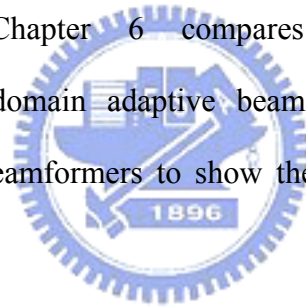 Chapter 6 compares
domain adaptive beam
eamformers to show the
1896